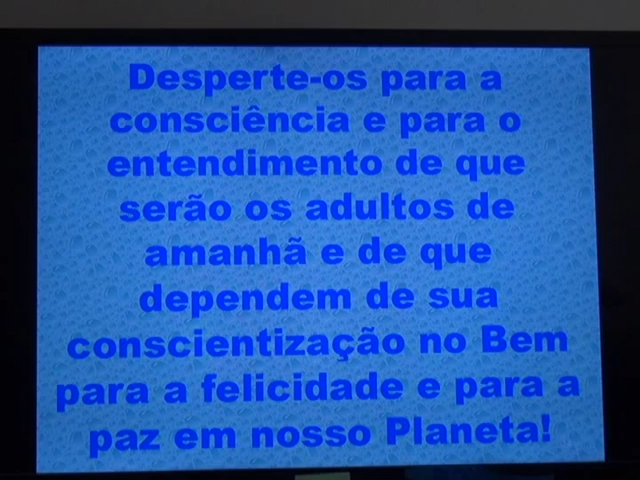 Desperte-os para a
consciência e para o
entendimento de que
serão os adultos de
amanhã e de que
dependem de sua
conscientização no Bem
para a felicidade e para a
paz em nosso Planeta!